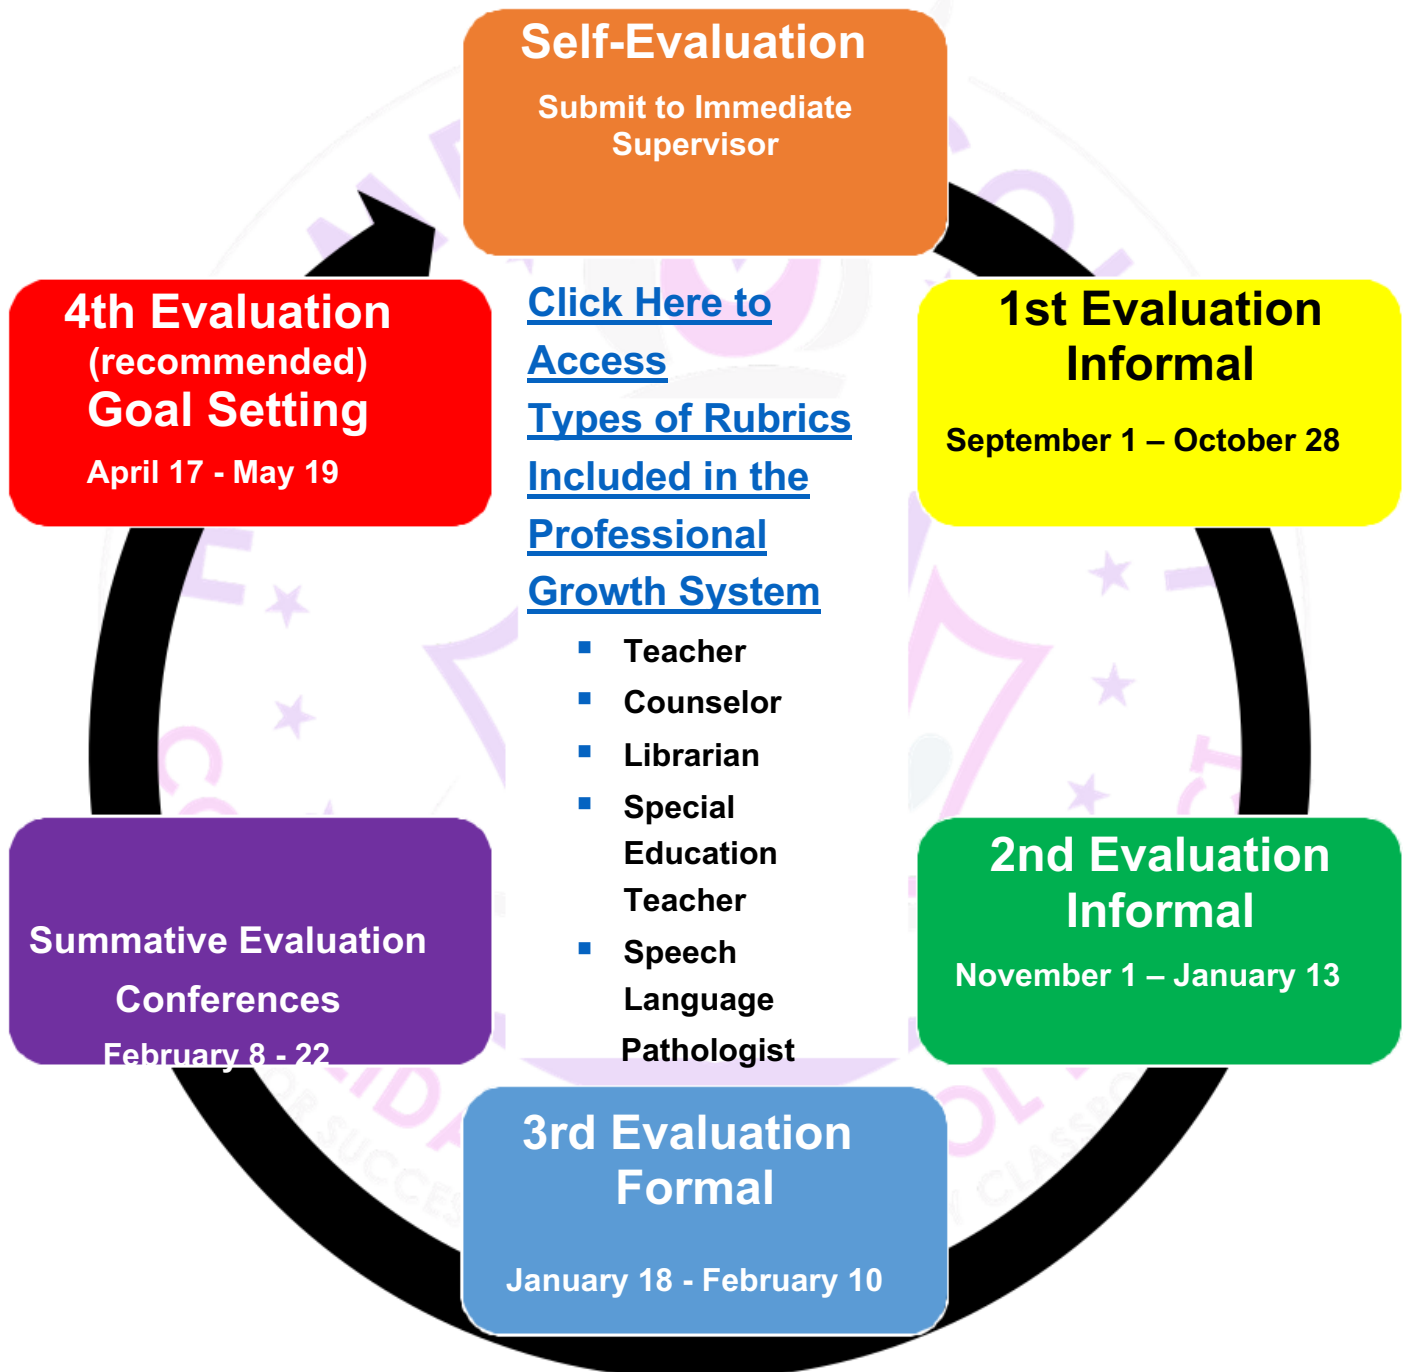 Self-Evaluation
Submit to Immediate
Supervisor
1st Evaluation
Informal
September 1 – October 28
2nd Evaluation
Informal
November 1 – January 13
3rd Evaluation
Formal
January 18 - February 10
Summative Evaluation
Conferences
February 8 - 22
4th Evaluation
(recommended)
Goal Setting
April 17 - May 19
Click Here to
Access
Types of Rubrics
Included in the
Professional
Growth System
▪ Teacher
▪ Counselor
▪ Librarian
▪ Special
Education
Teacher
▪ Speech
Language
Pathologist